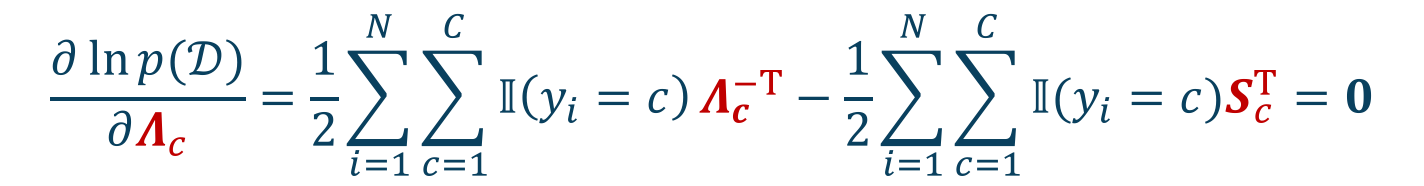 ∂ ln p(𝒟) / ∂Λ_c = 1/2 ∑_{i=1}^{N} ∑_{c=1}^{C} 𝕀(y_i = c) Λ_c^{−T} − 1/2 ∑_{i=1}^{N} ∑_{c=1}^{C} 𝕀(y_i = c) S_c^{T} = 0